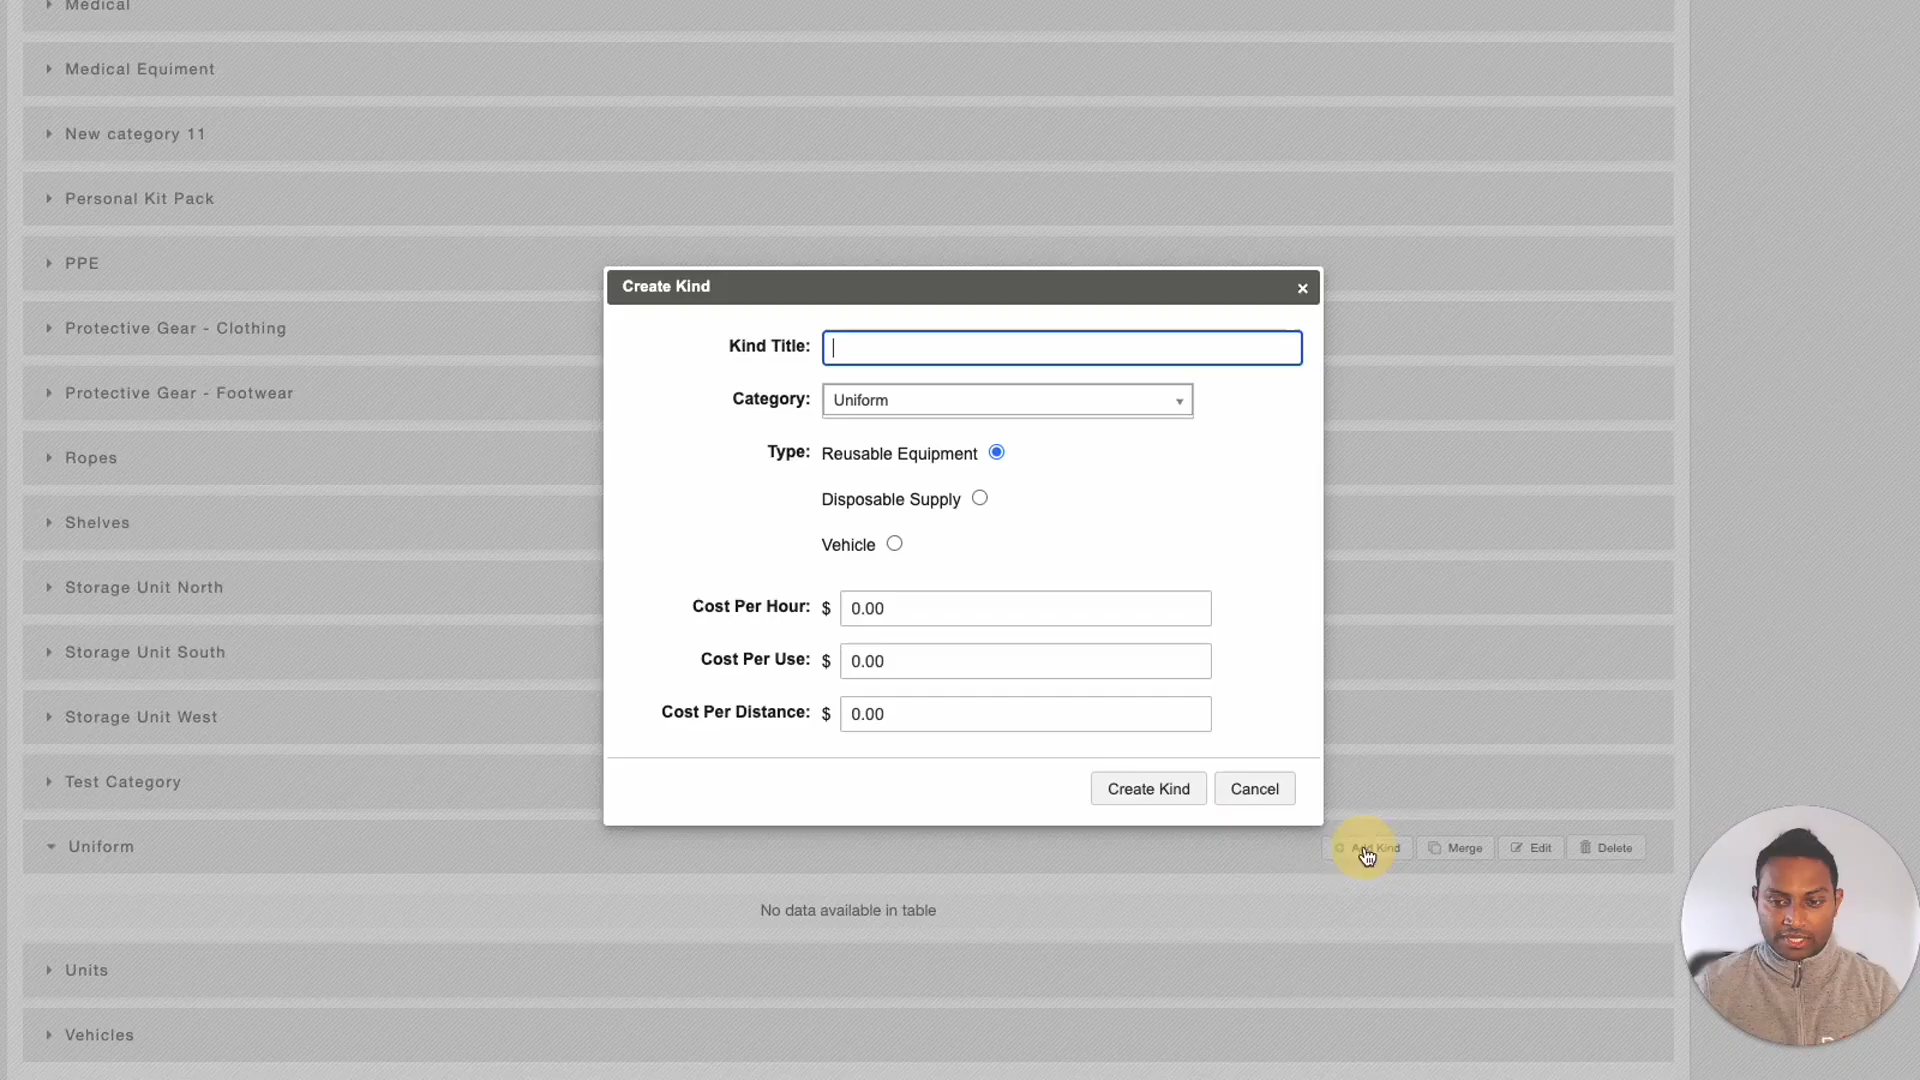 Medical
Medical Equiment
New category 11
Personal Kit Pack
PPE
Protective Gear - Clothing
Protective Gear - Footwear
Ropes
Shelves
Storage Unit North
Storage Unit South
Storage Unit West
Test Category
Uniform
Add Kind Merge Edit Delete
No data available in table
Units
Vehicles
Create Kind ×
Kind Title:
Category: Uniform
Type: Reusable Equipment
Disposable Supply
Vehicle
Cost Per Hour: $ 0.00
Cost Per Use: $ 0.00
Cost Per Distance: $ 0.00
Create Kind Cancel